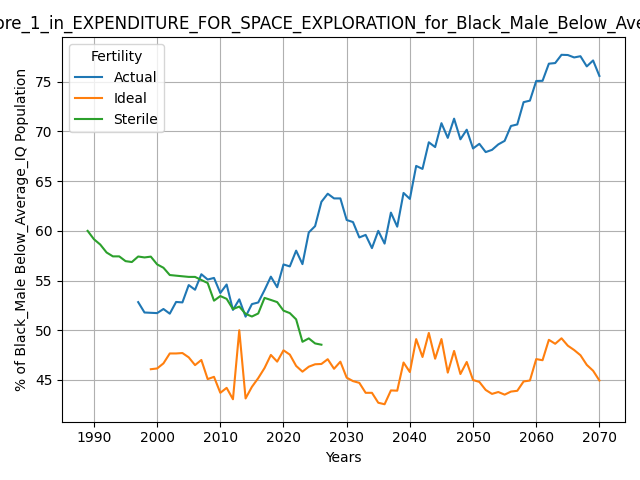 ore_1_in_EXPENDITURE_FOR_SPACE_EXPLORATION_for_Black_Male_Below_Ave
Fertility
Actual
Ideal
Sterile
% of Black_Male Below_Average_IQ Population
75
70
65
60
55
50
45
1990 2000 2010 2020 2030 2040 2050 2060 2070
Years